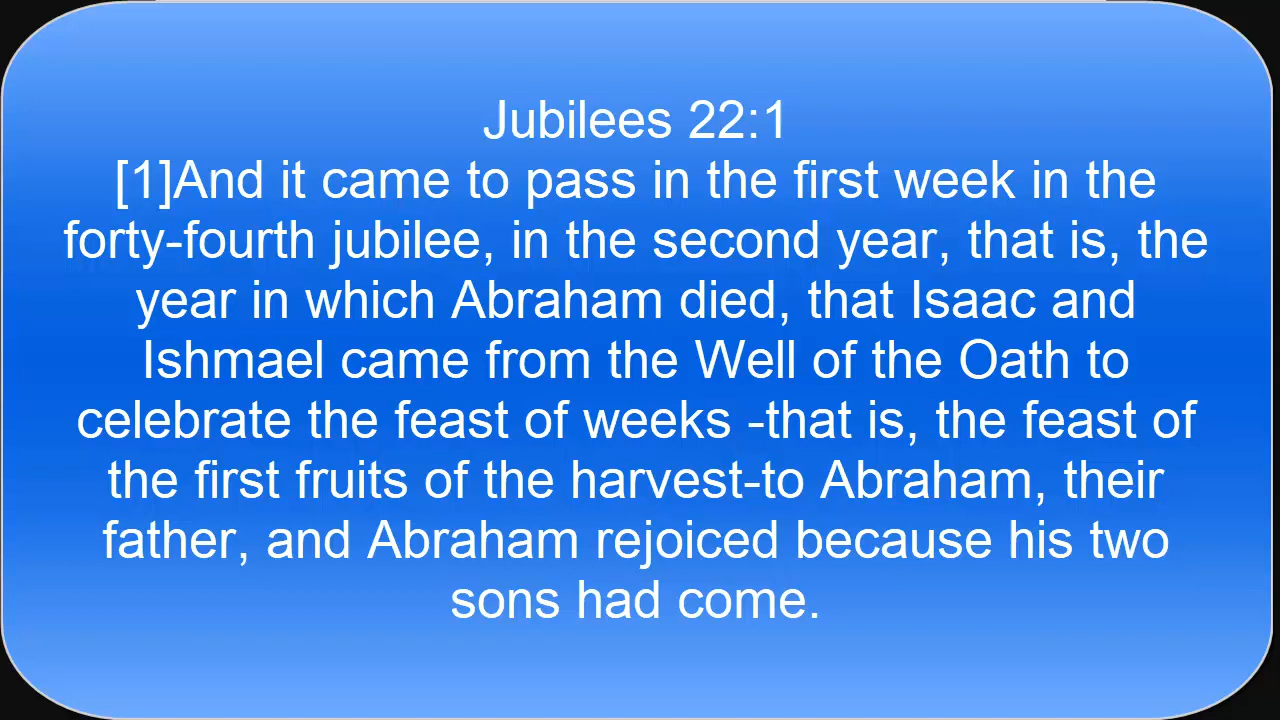 Jubilees 22:1
[1]And it came to pass in the first week in the
forty-fourth jubilee, in the second year, that is, the
year in which Abraham died, that Isaac and
Ishmael came from the Well of the Oath to
celebrate the feast of weeks -that is, the feast of
the first fruits of the harvest-to Abraham, their
father, and Abraham rejoiced because his two
sons had come.